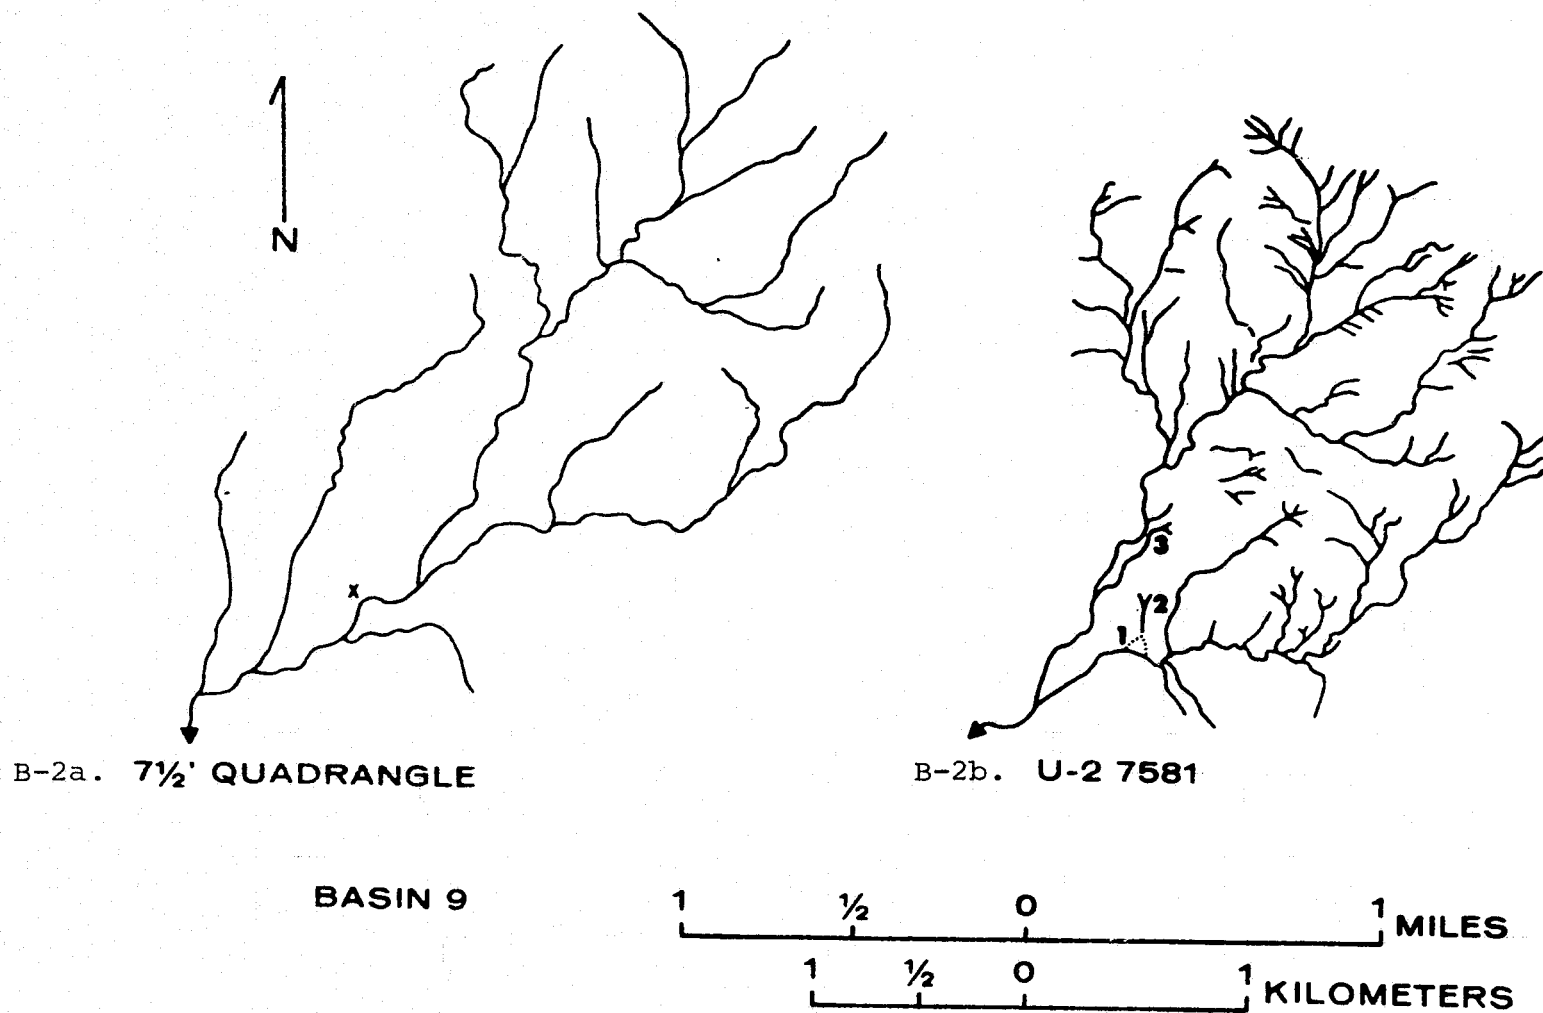 N
x
3
2
1
B-2a. 7½' QUADRANGLE
B-2b. U-2 7581
BASIN 9
1 ½ 0 1 MILES
1 ½ 0 1 KILOMETERS